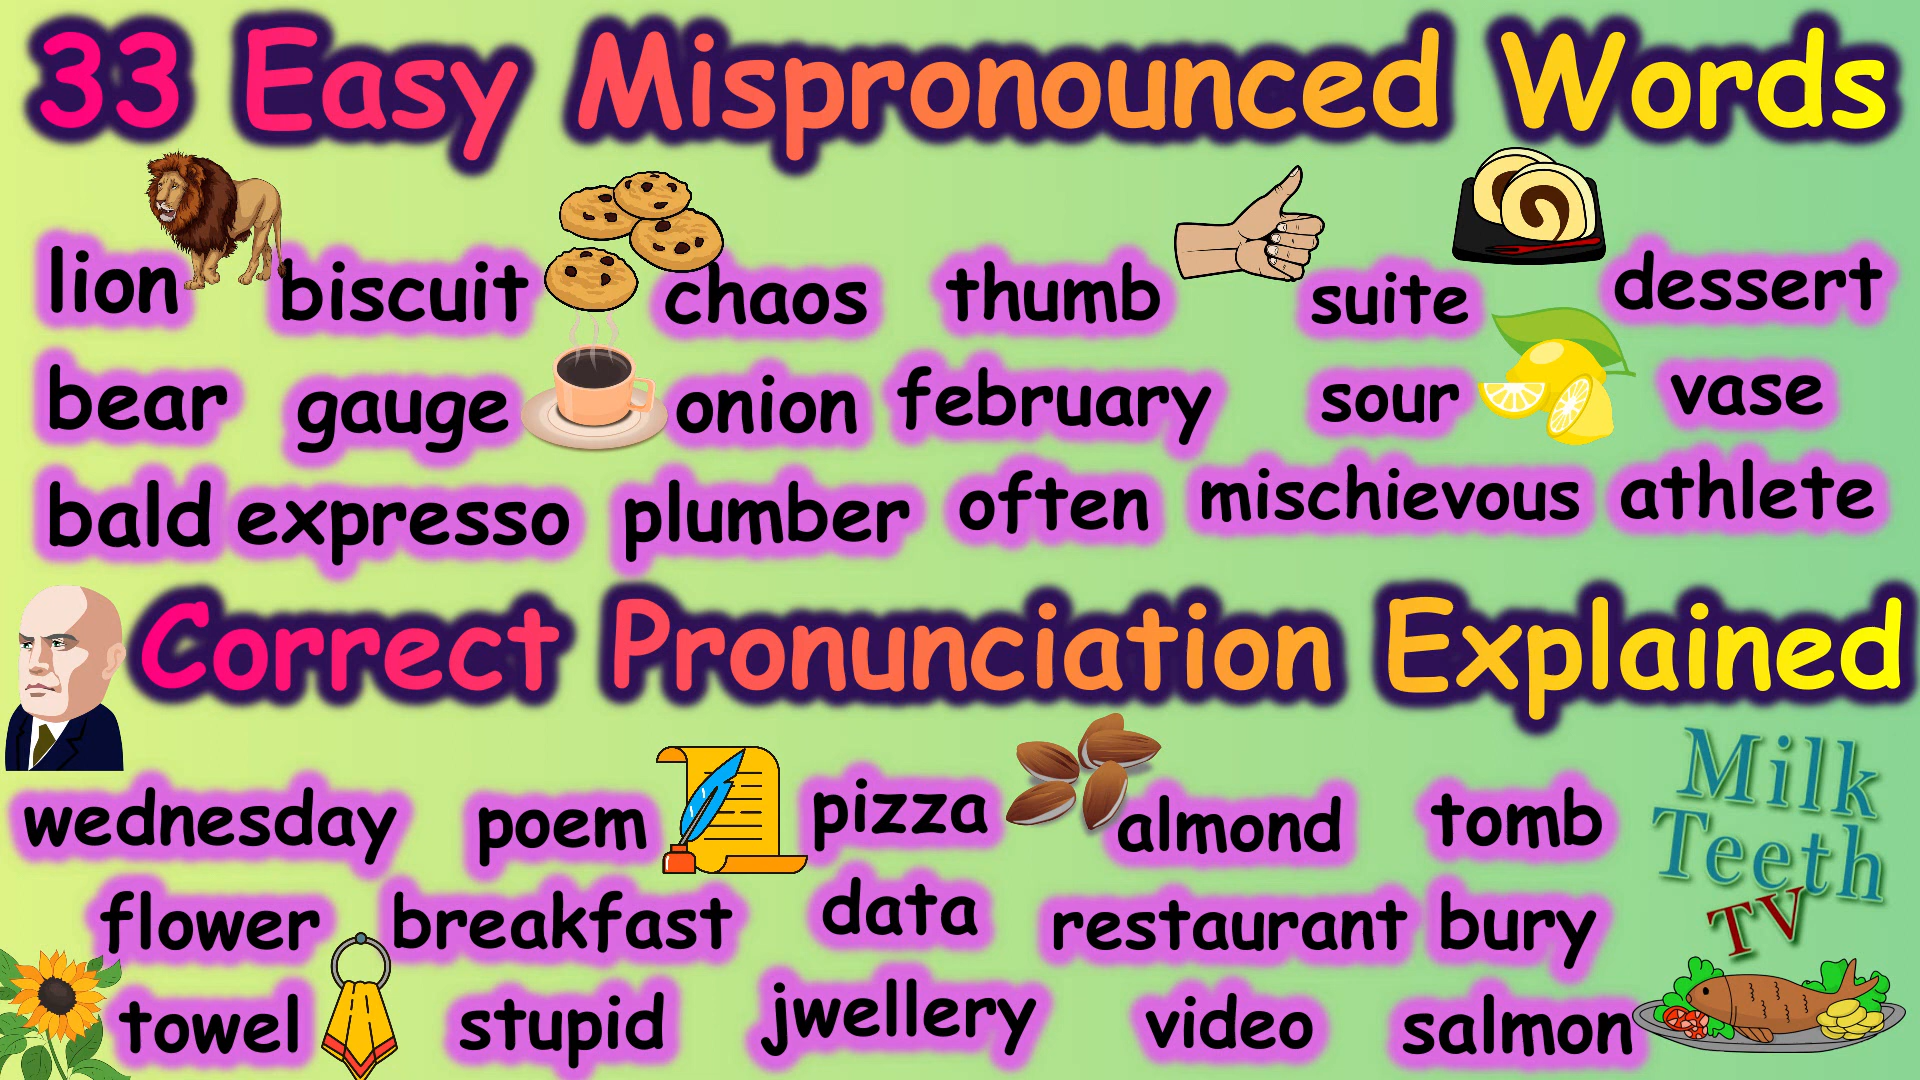 33 Easy Mispronounced Words
lion biscuit chaos thumb suite dessert
bear gauge onion february sour vase
bald expresso plumber often mischievous athlete
Correct Pronunciation Explained
wednesday poem pizza almond tomb
flower breakfast data restaurant bury
towel stupid jwellery video salmon
Milk
Teeth
TV